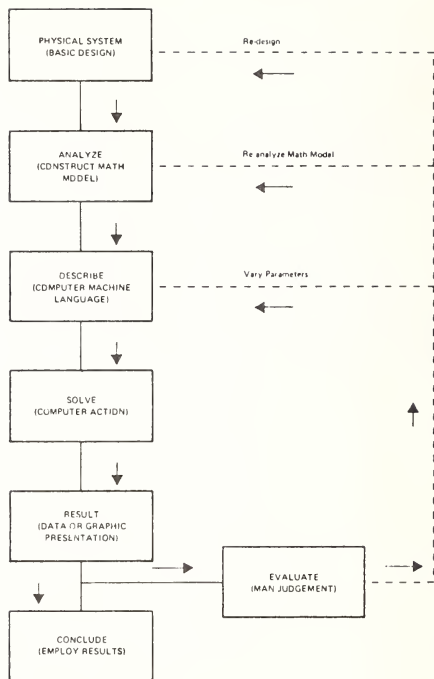 PHYSICAL SYSTEM
(BASIC DESIGN)
Re-design
ANALYZE
(CONSTRUCT MATH
MODEL)
Re analyze Math Model
DESCRIBE
(COMPUTER MACHINE
LANGUAGE)
Vary Parameters
SOLVE
(COMPUTER ACTION)
RESULT
(DATA OR GRAPHIC
PRESENTATION)
EVALUATE
(MAN JUDGEMENT)
CONCLUDE
(EMPLOY RESULTS)